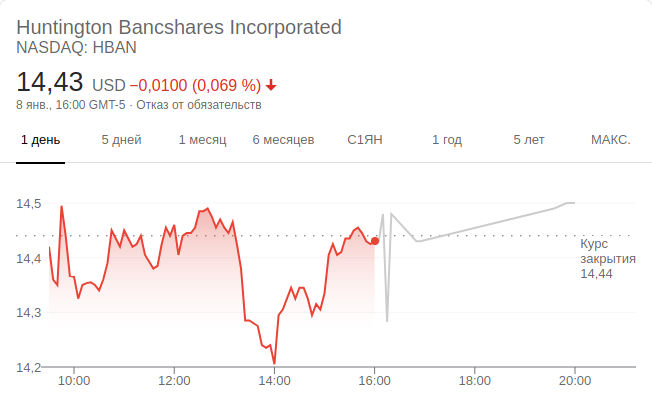 Huntington Bancshares Incorporated
NASDAQ: HBAN
14,43 USD −0,0100 (0,069 %)
8 янв., 16:00 GMT-5 · Отказ от обязательств
1 день 5 дней 1 месяц 6 месяцев С1ЯН 1 год 5 лет МАКС.
14,5
14,4
14,3
14,2
Курс
закрытия
14,44
10:00 12:00 14:00 16:00 18:00 20:00